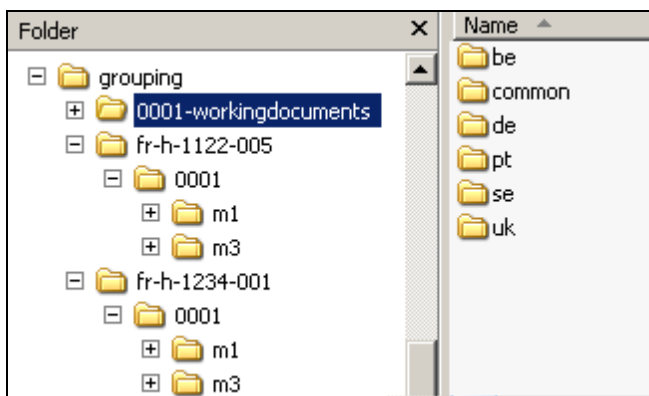 Folder
grouping
0001-workingdocuments
fr-h-1122-005
0001
m1
m3
fr-h-1234-001
0001
m1
m3
Name
be
common
de
pt
se
uk